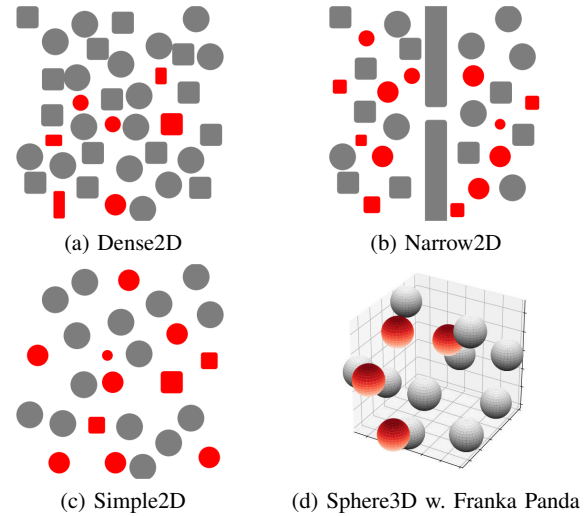 (a) Dense2D
(b) Narrow2D
(c) Simple2D
(d) Sphere3D w. Franka Panda